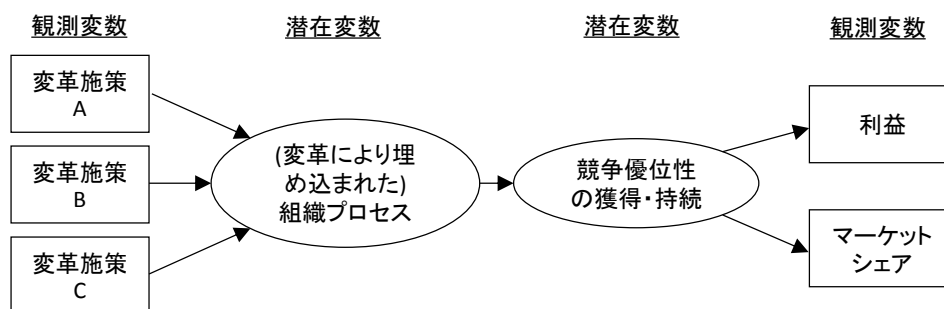 観測変数
潜在変数
潜在変数
観測変数
変革施策
A
変革施策
B
変革施策
C
(変革により埋
め込まれた)
組織プロセス
競争優位性
の獲得・持続
利益
マーケット
シェア